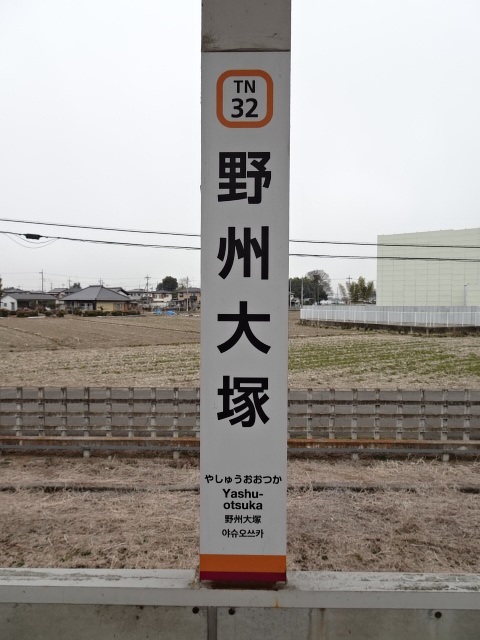 TN
32
野州大塚
やしゅうおおつか
Yashu-
otsuka
野州大塚
야슈오쓰카